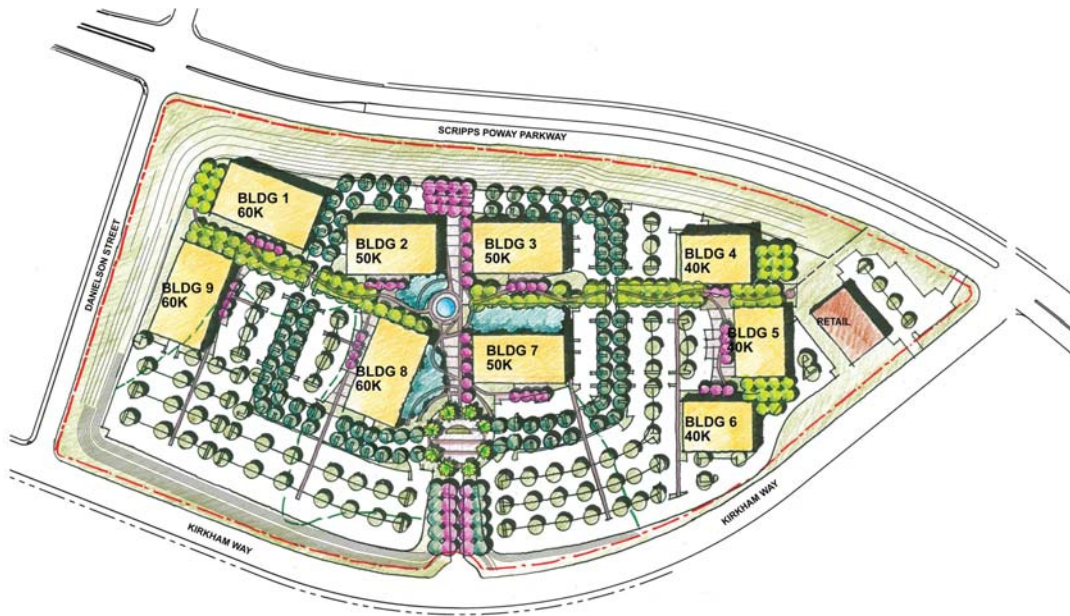 SCRIPPS POWAY PARKWAY
DANIELSON STREET
BLDG 1
60K
BLDG 2
50K
BLDG 3
50K
BLDG 4
40K
BLDG 9
60K
RETAIL
BLDG 5
40K
BLDG 8
60K
BLDG 7
50K
BLDG 6
40K
KIRKHAM WAY
KIRKHAM WAY